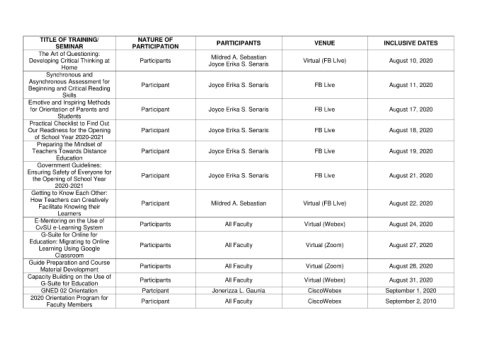 TITLE OF TRAINING/ SEMINAR NATURE OF PARTICIPATION PARTICIPANTS VENUE INCLUSIVE DATES
The Art of Questioning:
Developing Critical Thinking at
Home
Participants
Mildred A. Sebastian
Joyce Erika S. Senaris
Virtual (FB Live)
August 10, 2020
Synchronous and
Asynchronous Assessment for
Beginning and Critical Reading
Skills
Participant
Joyce Erika S. Senaris
FB Live
August 11, 2020
Emotive and Inspiring Methods
for Orientation of Parents and
Students
Participant
Joyce Erika S. Senaris
FB Live
August 17, 2020
Practical Checklist to Find Out
Our Readiness for the Opening
of School Year 2020-2021
Participant
Joyce Erika S. Senaris
FB Live
August 18, 2020
Preparing the Mindset of
Teachers Towards Distance
Education
Participant
Joyce Erika S. Senaris
FB Live
August 19, 2020
Government Guidelines:
Ensuring Safety of Everyone for
the Opening of School Year
2020-2021
Participant
Joyce Erika S. Senaris
FB Live
August 21, 2020
Getting to Know Each Other:
How Teachers can Creatively
Facilitate Knowing their
Learners
Participant
Mildred A. Sebastian
Virtual (FB Live)
August 22, 2020
E-Mentoring on the Use of
CvSU e-Learning System
Participants
All Faculty
Virtual (Webex)
August 24, 2020
G-Suite for Online for
Education: Migrating to Online
Learning Using Google
Classroom
Participants
All Faculty
Virtual (Zoom)
August 27, 2020
Guide Preparation and Course
Material Development
Participants
All Faculty
Virtual (Zoom)
August 28, 2020
Capacity Building on the Use of
G-Suite for Education
Participants
All Faculty
Virtual (Webex)
August 31, 2020
GNED 02 Orientation
Participant
Jonerizza L.
CiscoWebex
September 1, 2020
2020 Orientation Program for
Faculty Members
Participant
All Faculty
CiscoWebex
September 2, 2010